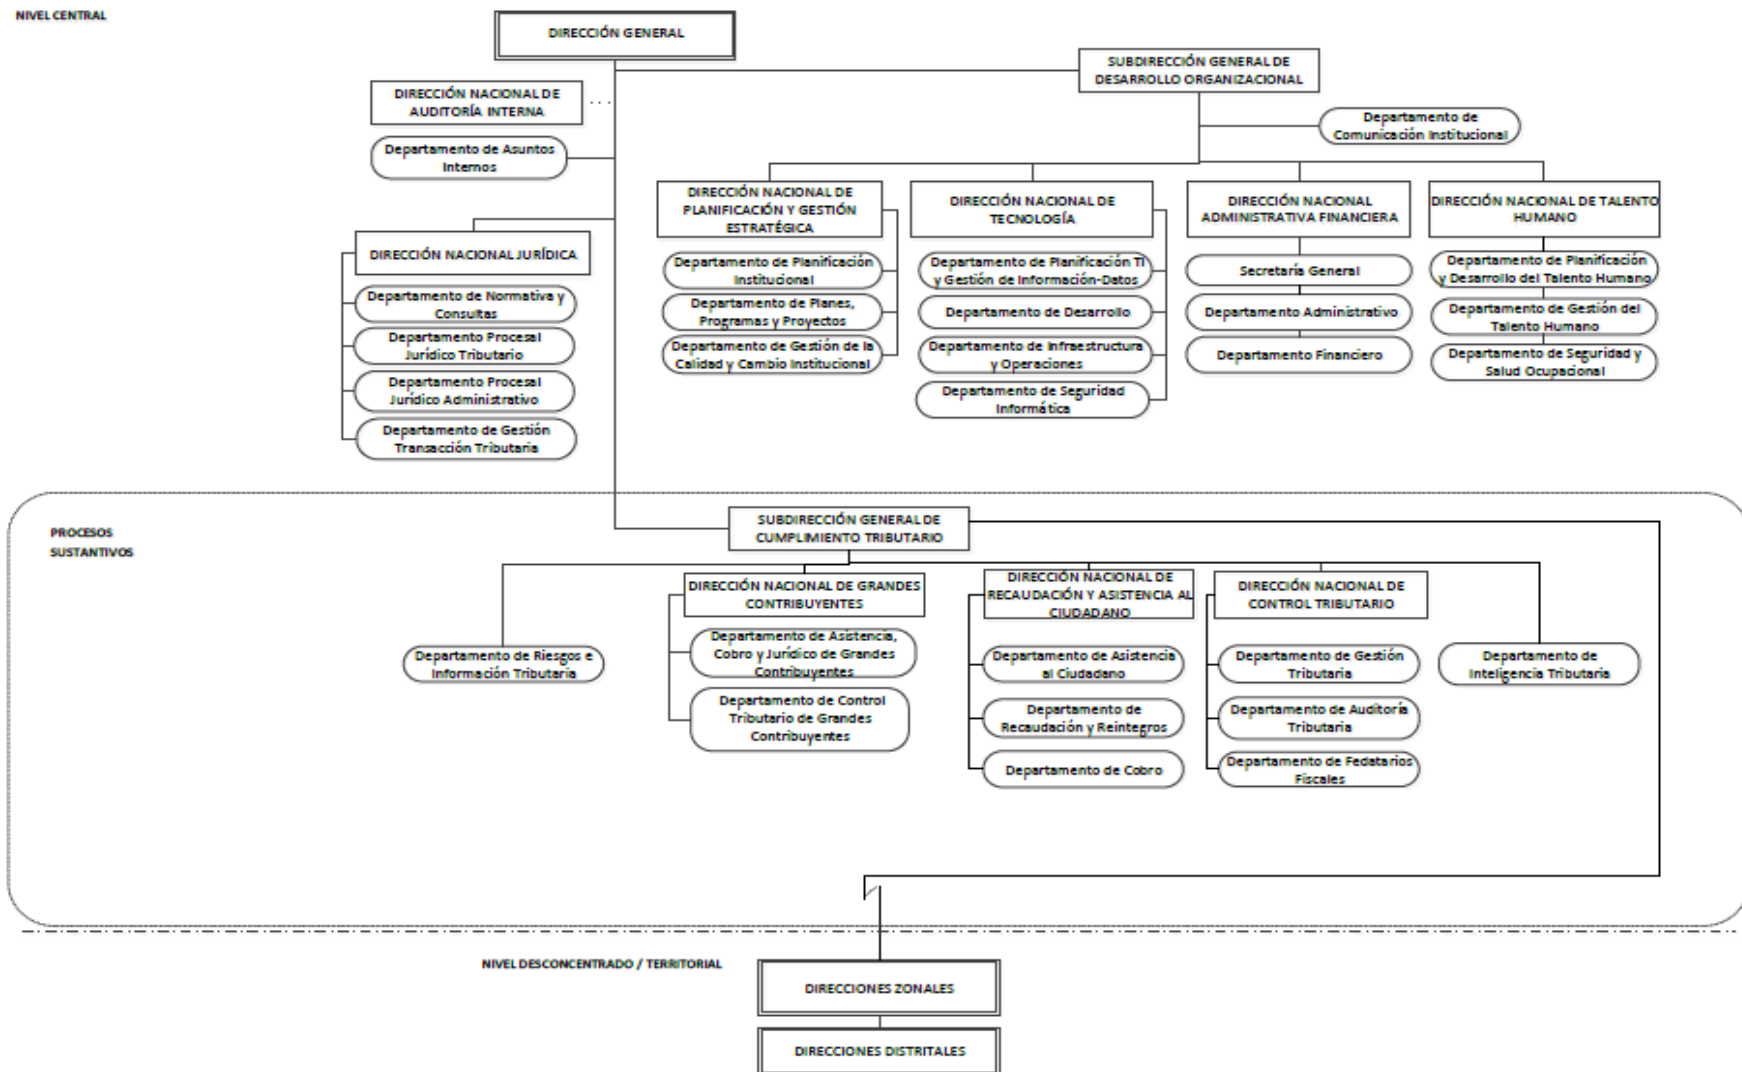 NIVEL CENTRAL
DIRECCIÓN GENERAL
SUBDIRECCIÓN GENERAL DE
DESARROLLO ORGANIZACIONAL
DIRECCIÓN NACIONAL DE
AUDITORÍA INTERNA
Departamento de
Comunicación Institucional
Departamento de Asuntos
Internos
DIRECCIÓN NACIONAL DE
PLANIFICACIÓN Y GESTIÓN
ESTRATÉGICA
Departamento de Planificación
Institucional
Departamento de Planes,
Programas y Proyectos
Departamento de Gestión de la
Calidad y Cambio Institucional
DIRECCIÓN NACIONAL DE
TECNOLOGÍA
Departamento de Planificación TI
y Gestión de Información-Datos
Departamento de Desarrollo
Departamento de Infraestructura
y Operaciones
Departamento de Seguridad
Informática
DIRECCIÓN NACIONAL
ADMINISTRATIVA FINANCIERA
Secretaría General
Departamento Administrativo
Departamento Financiero
DIRECCIÓN NACIONAL DE TALENTO
HUMANO
Departamento de Planificación
y Desarrollo del Talento Humano
Departamento de Gestión del
Talento Humano
Departamento de Seguridad y
Salud Ocupacional
DIRECCIÓN NACIONAL JURÍDICA
Departamento de Normativa y
Consultas
Departamento Procesal
Jurídico Tributario
Departamento Procesal
Jurídico Administrativo
Departamento de Gestión
Transacción Tributaria
PROCESOS
SUSTANTIVOS
SUBDIRECCIÓN GENERAL DE
CUMPLIMIENTO TRIBUTARIO
Departamento de Riesgos e
Información Tributaria
DIRECCIÓN NACIONAL DE GRANDES
CONTRIBUYENTES
Departamento de Asistencia,
Cobro y Jurídico de Grandes
Contribuyentes
Departamento de Control
Tributario de Grandes
Contribuyentes
DIRECCIÓN NACIONAL DE
RECAUDACIÓN Y ASISTENCIA AL
CIUDADANO
Departamento de Asistencia
al Ciudadano
Departamento de
Recaudación y Reintegros
Departamento de Cobro
DIRECCIÓN NACIONAL DE
CONTROL TRIBUTARIO
Departamento de Gestión
Tributaria
Departamento de Auditoría
Tributaria
Departamento de Fedatarios
Fiscales
Departamento de
Inteligencia Tributaria
NIVEL DESCONCENTRADO / TERRITORIAL
DIRECCIONES ZONALES
DIRECCIONES DISTRITALES